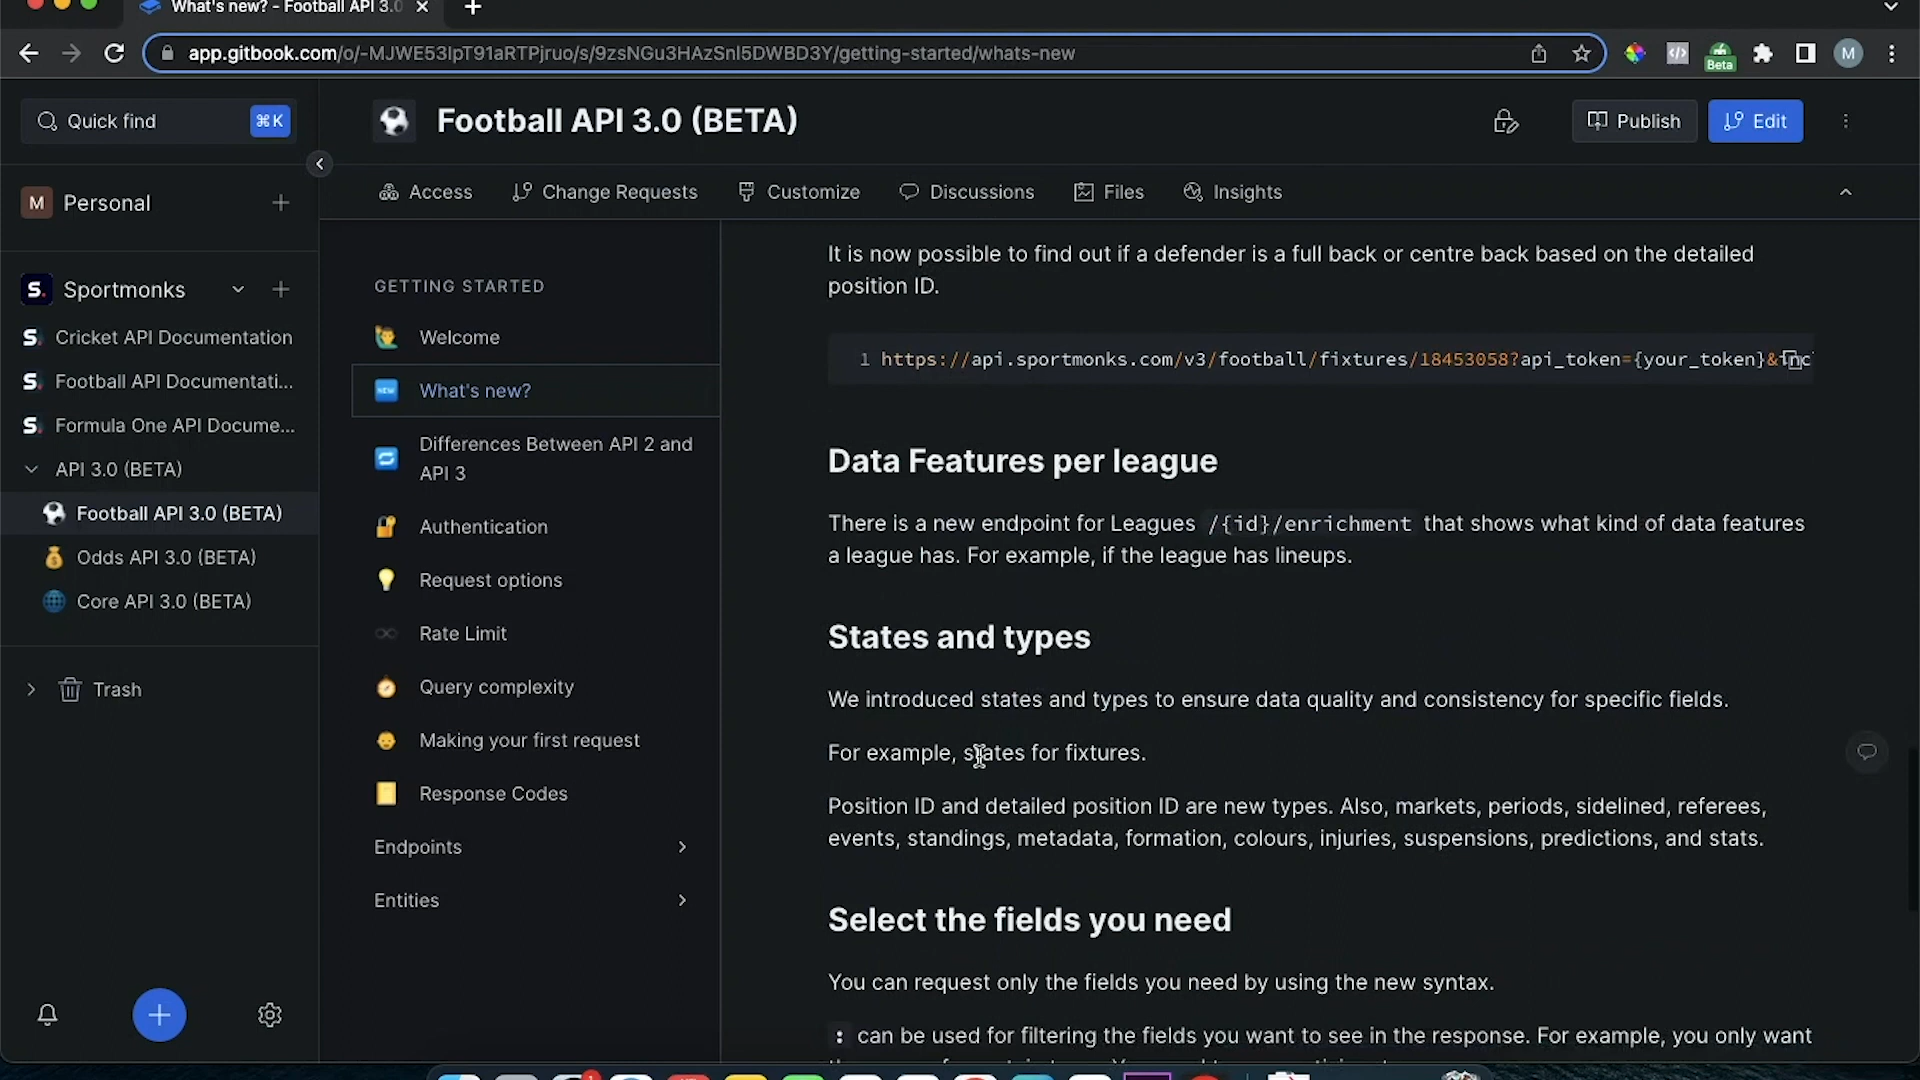 What's new? - Football API 3.0
app.gitbook.com/o/-MJWE53IpT91aRTPjruo/s/9zsNGu3HAzSnI5DWBD3Y/getting-started/whats-new
Beta
M
Quick find
⌘K
Football API 3.0 (BETA)
Publish
Edit
Access
Change Requests
Customize
Discussions
Files
Insights
M
Personal
S.
Sportmonks
S. Cricket API Documentation
S. Football API Documentati...
S. Formula One API Docume...
API 3.0 (BETA)
Football API 3.0 (BETA)
Odds API 3.0 (BETA)
Core API 3.0 (BETA)
Trash
GETTING STARTED
Welcome
NEW
What's new?
Differences Between API 2 and
API 3
Authentication
Request options
Rate Limit
Query complexity
Making your first request
Response Codes
Endpoints
Entities
It is now possible to find out if a defender is a full back or centre back based on the detailed
position ID.
1 https://api.sportmonks.com/v3/football/fixtures/18453058?api_token={your_token}&inc
Data Features per league
There is a new endpoint for Leagues /{id}/enrichment that shows what kind of data features
a league has. For example, if the league has lineups.
States and types
We introduced states and types to ensure data quality and consistency for specific fields.
For example, states for fixtures.
Position ID and detailed position ID are new types. Also, markets, periods, sidelined, referees,
events, standings, metadata, formation, colours, injuries, suspensions, predictions, and stats.
Select the fields you need
You can request only the fields you need by using the new syntax.
: can be used for filtering the fields you want to see in the response. For example, you only want